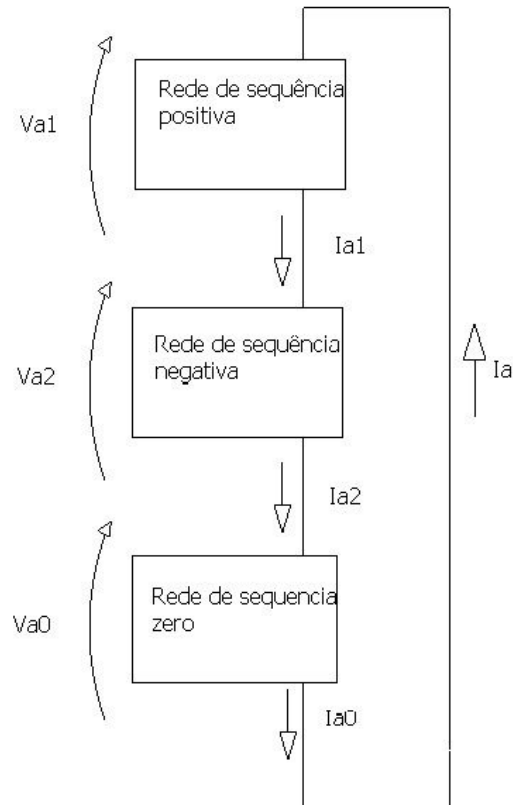 Rede de sequência
positiva
Va1
Ia1
Rede de sequência
negativa
Va2
Ia
Ia2
Rede de sequencia
zero
Va0
Ia0